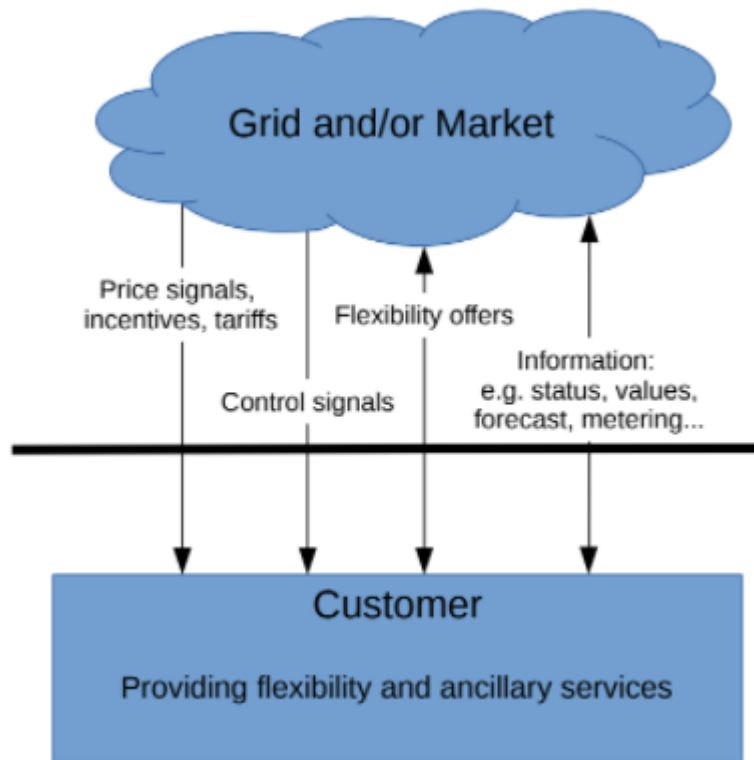 Grid and/or Market
Price signals,
incentives, tariffs
Flexibility offers
Information:
e.g. status, values,
forecast, metering...
Control signals
Customer
Providing flexibility and ancillary services